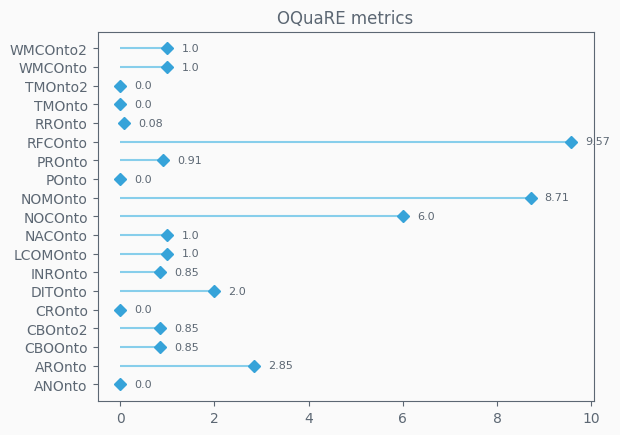 OQuaRE metrics
WMCOnto2 1.0
WMCOnto 1.0
TMOnto2 0.0
TMOnto 0.0
RROnto 0.08
RFCOnto 9.57
PROnto 0.91
POnto 0.0
NOMOnto 8.71
NOCOnto 6.0
NACOnto 1.0
LCOMOnto 1.0
INROnto 0.85
DITOnto 2.0
CROnto 0.0
CBOnto2 0.85
CBOOnto 0.85
AROnto 2.85
ANOnto 0.0
0 2 4 6 8 10